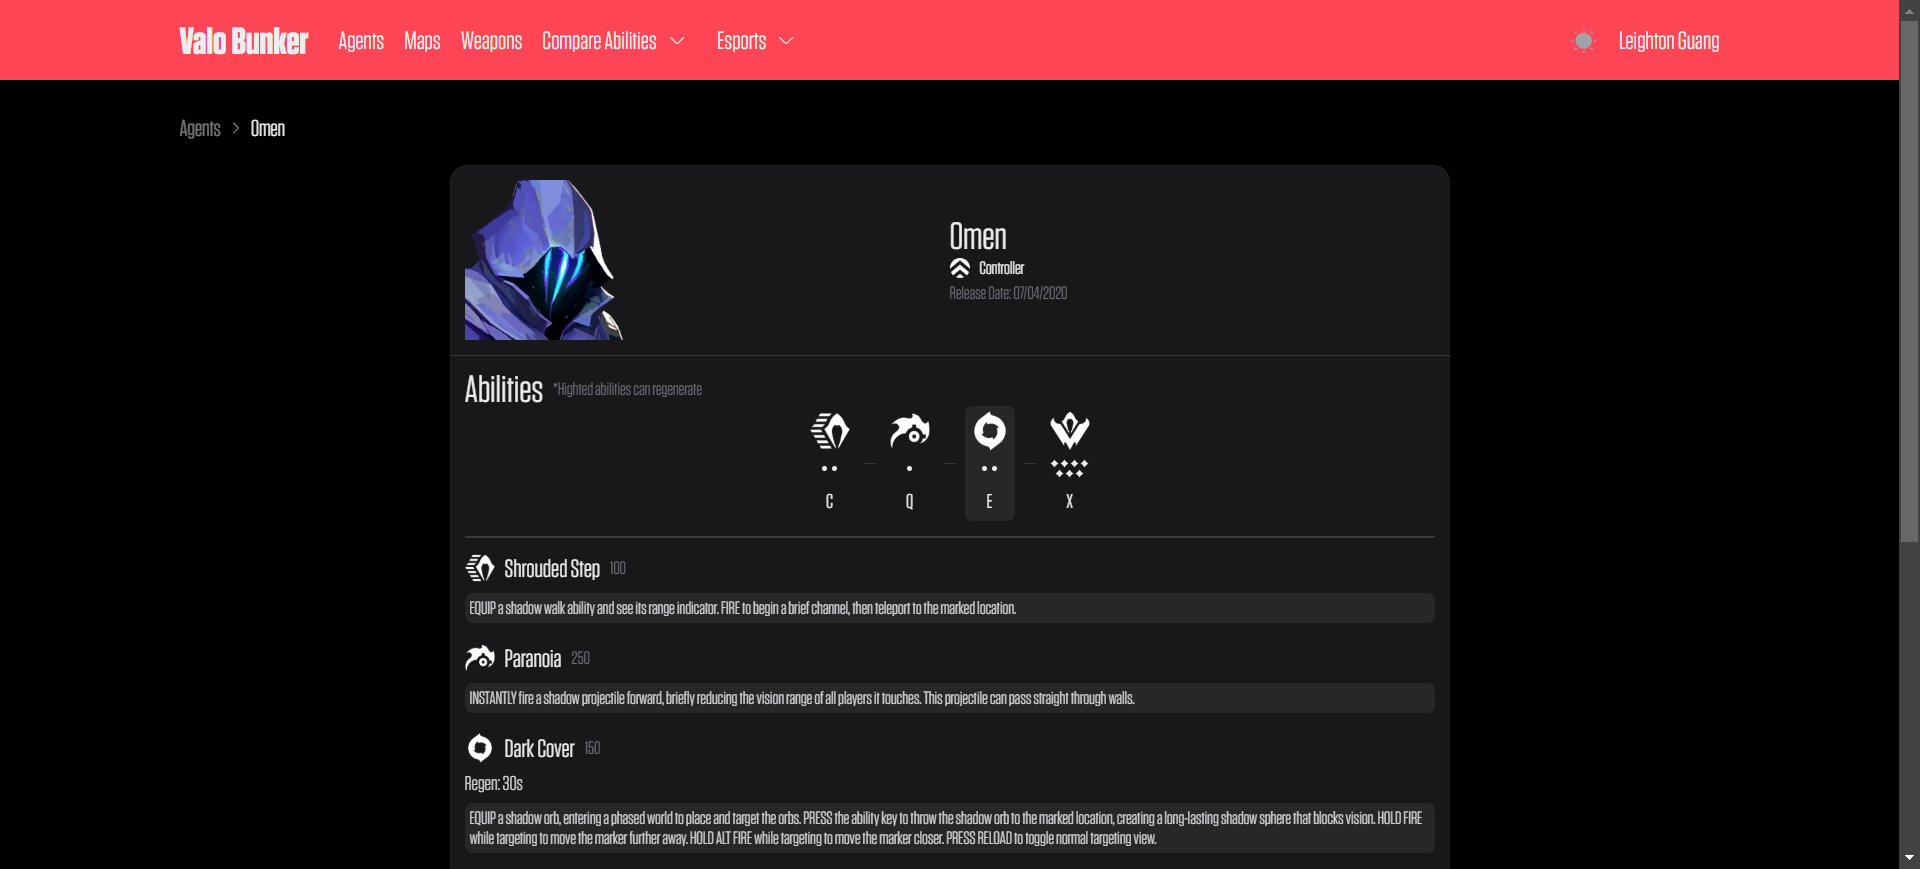 Valo Bunker Agents Maps Weapons Compare Abilities Esports Leighton Guang
Agents > Omen
Omen
Controller
Release Date: 07/04/2020
Abilities *Highted abilities can regenerate
C Q E X
Shrouded Step 100
EQUIP a shadow walk ability and see its range indicator. FIRE to begin a brief channel, then teleport to the marked location.
Paranoia 250
INSTANTLY fire a shadow projectile forward, briefly reducing the vision range of all players it touches. This projectile can pass straight through walls.
Dark Cover 150
Regen: 30s
EQUIP a shadow orb, entering a phased world to place and target the orbs. PRESS the ability key to throw the shadow orb to the marked location, creating a long-lasting shadow sphere that blocks vision. HOLD FIRE
while targeting to move the marker further away. HOLD ALT FIRE while targeting to move the marker closer. PRESS RELOAD to toggle normal targeting view.